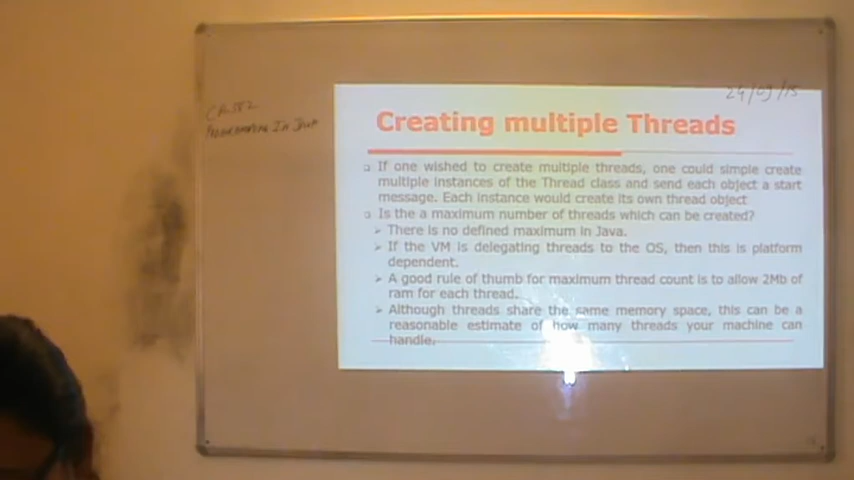 24/09/15
Creating multiple Threads
In Java
If one wished to create multiple threads, one could simple create
multiple instances of the Thread class and send each object a start
message. Each instance would create its own thread object
Is the a maximum number of threads which can be created?
There is no defined maximum in Java.
If the VM is delegating threads to the OS, then this is platform
dependent.
A good rule of thumb for maximum thread count is to allow 2Mb of
ram for each thread.
Although threads share the same memory space, this can be a
reasonable estimate of how many threads your machine can
handle.